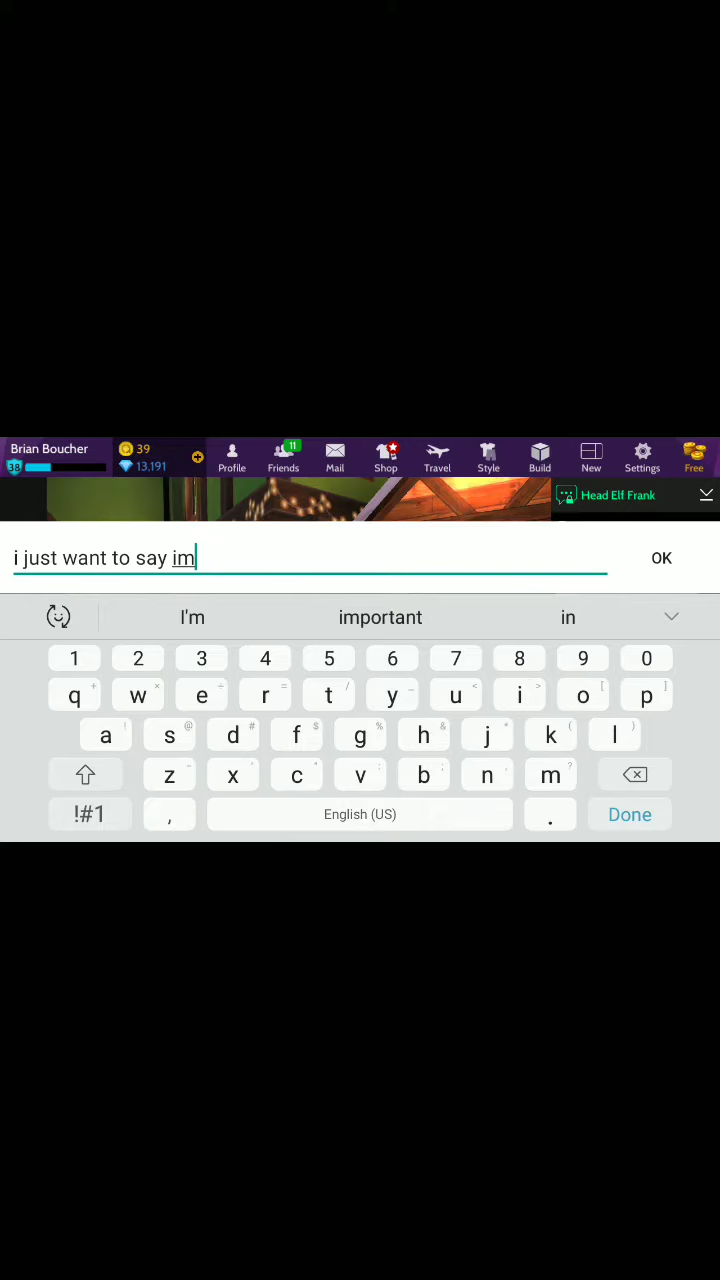 Brian Boucher
38
39
13,191
Profile
11
Friends
Mail
Shop
Travel
Style
Build
New
Settings
Free
Head Elf Frank
i just want to say im
OK
I'm important in
1 2 3 4 5 6 7 8 9 0
q + w × e ÷ r = t / y _ u < i > o [ p ]
a ! s @ d # f $ g % h & j * k ( l )
z - x ' c " v : b ; n , m ?
!#1 , English (US) . Done